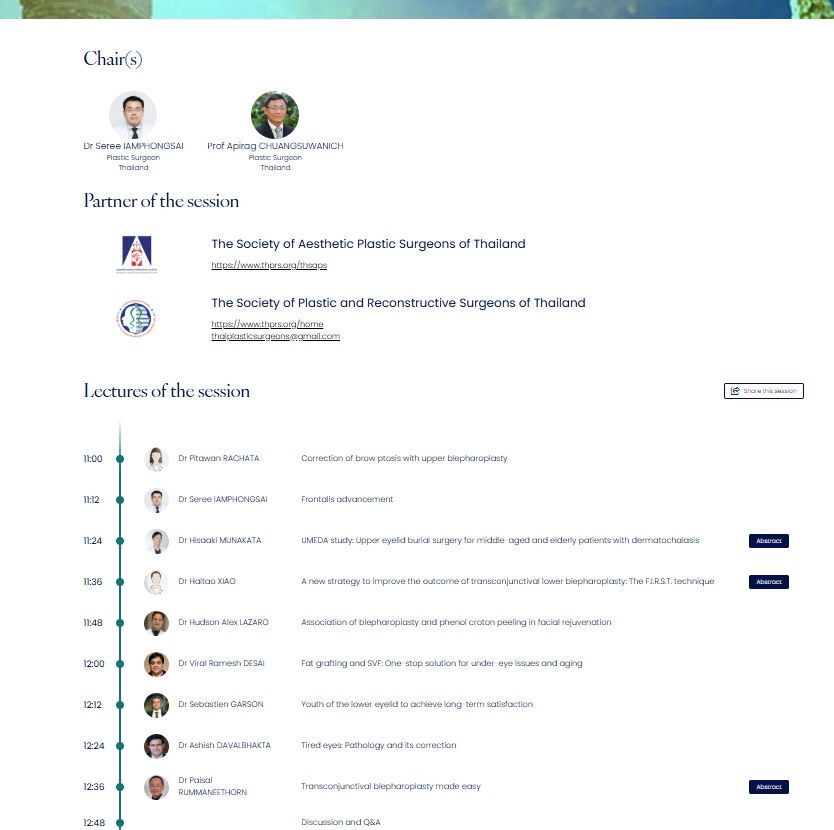 Chair(s)
Dr Seree IAMPHONGSAI
Plastic Surgeon
Thailand
Prof Apirag CHUANGSUWANICH
Plastic Surgeon
Thailand
Partner of the session
The Society of Aesthetic Plastic Surgeons of Thailand
https://www.thprs.org/thsaps
The Society of Plastic and Reconstructive Surgeons of Thailand
https://www.thprs.org/home
thaiplasticsurgeons@gmail.com
Lectures of the session
Share this session
11:00 Dr Pitawan RACHATA Correction of brow ptosis with upper blepharoplasty
11:12 Dr Seree IAMPHONGSAI Frontalis advancement
11:24 Dr Hisaaki MUNAKATA UMEDA study: Upper eyelid burial surgery for middle-aged and elderly patients with dermatochalasis Abstract
11:36 Dr Haitao XIAO A new strategy to improve the outcome of transconjunctival lower blepharoplasty: The F.I.R.S.T. technique Abstract
11:48 Dr Hudson Alex LAZARO Association of blepharoplasty and phenol croton peeling in facial rejuvenation
12:00 Dr Viral Ramesh DESAI Fat grafting and SVF: One-stop solution for under-eye issues and aging
12:12 Dr Sebastien GARSON Youth of the lower eyelid to achieve long-term satisfaction
12:24 Dr Ashish DAVALBHAKTA Tired eyes: Pathology and its correction
12:36 Dr Paisal RUMMANEETHORN Transconjunctival blepharoplasty made easy Abstract
12:48 Discussion and Q&A